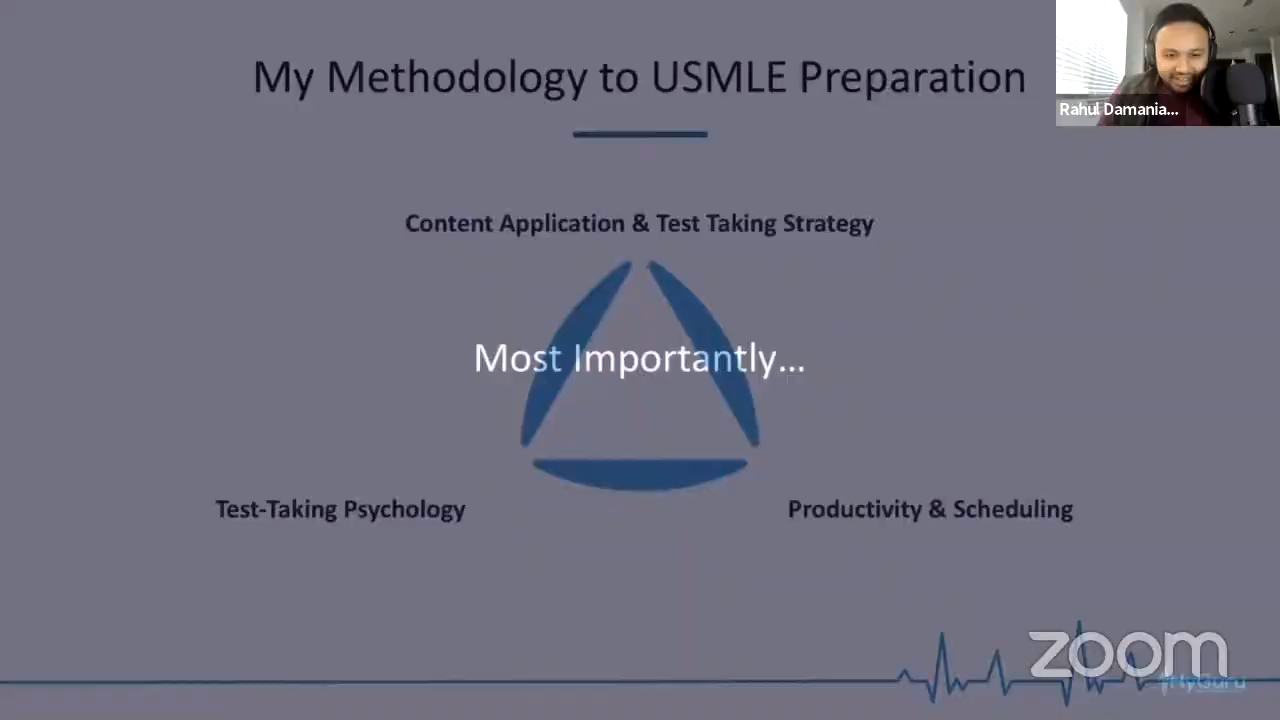 My Methodology to USMLE Preparation
Rahul Damania...
Content Application & Test Taking Strategy
Most Importantly...
Test-Taking Psychology
Productivity & Scheduling
zoom
HyGuru